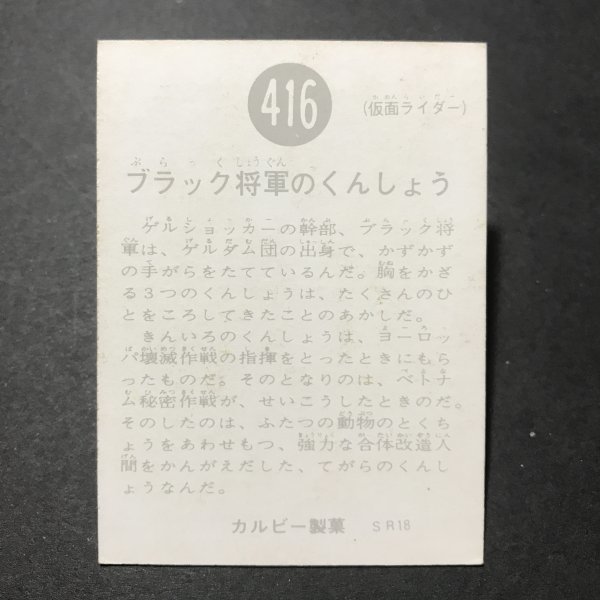 416
(仮面ライダー)
ブラック将軍のくんしょう
ゲルショッカーの幹部、ブラック将
軍は、ゲルダム団の出身で、かずかず
の手がらをたてているんだ。胸をかざ
る3つのくんしょうは、たくさんのひ
とをころしてきたことのあかしだ。
きんいろのくんしょうは、ヨーロッ
パ壊滅作戦の指揮をとったときにもら
ったものだ。そのとなりのは、ベトナ
ム秘密作戦が、せいこうしたときのだ。
そのしたのは、ふたつの動物のとくち
ょうをあわせもつ、強力な合体改造人
間をかんがえだした、てがらのくんし
ょうなんだ。
カルビー製菓 SR18